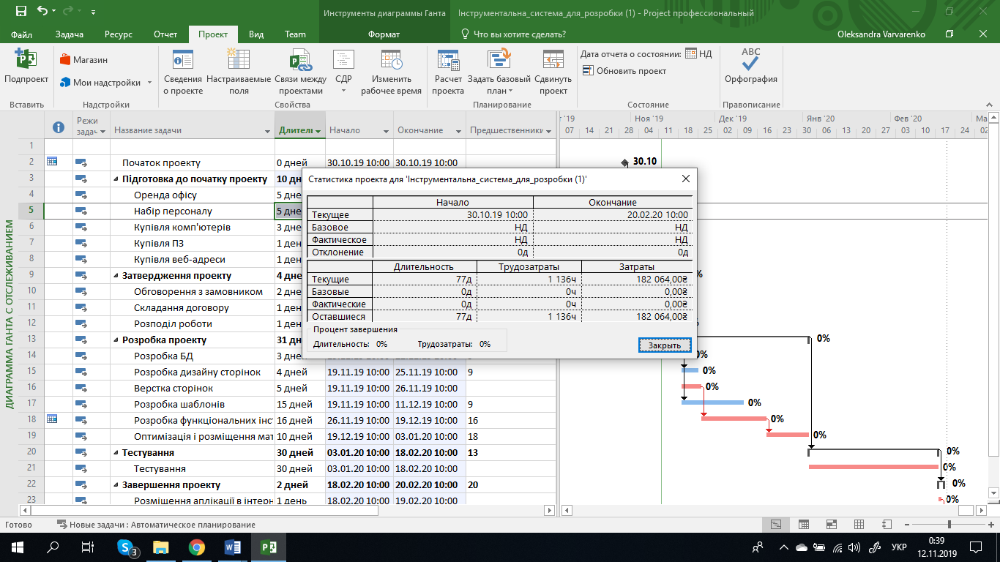 Инструменты диаграммы Ганта
Інструментальна_система_для_розробки (1) - Project профессиональный
Файл Задача Ресурс Отчет Проект Вид Team Формат Что вы хотите сделать? Oleksandra Varvarenko
Подпроект
Магазин
Мои надстройки
Сведения о проекте
Настраиваемые поля
Связи между проектами
СДР
Изменить рабочее время
Расчет проекта
Задать базовый план
Сдвинуть проект
Дата отчета о состоянии: НД
Обновить проект
ABC
Орфография
Вставить Надстройки Свойства Планирование Состояние Правописание
Режи задач Название задачи Длител Начало Окончание Предшественники
т '19 Ноя '19 Дек '19 Янв '20 Фев '20 Ма
07 14 21 28 04 11 18 25 02 09 16 23 30 06 13 20 27 03 10 17 24 02
ДИАГРАММА ГАНТА С ОТСЛЕЖИВАНИЕМ
1
2 Початок проекту 0 дней 30.10.19 10:00 30.10.19 10:00 30.10
3 Підготовка до початку проекту 10 дн
4 Оренда офісу 5 дне
5 Набір персоналу 5 дне
6 Купівля комп'ютерів 3 дне
7 Купівля ПЗ 1 ден
8 Купівля веб-адреси 1 ден
9 Затвердження проекту 4 дне %
10 Обговорення з замовником 2 дне
11 Складання договору 1 ден
12 Розподіл роботи 1 ден
13 Розробка проекту 31 дн 0%
14 Розробка БД 3 дней 0%
15 Розробка дизайну сторінок 4 дней 19.11.19 10:00 25.11.19 10:00 9 0%
16 Верстка сторінок 5 дней 19.11.19 10:00 26.11.19 10:00 0%
17 Розробка шаблонів 15 дней 19.11.19 10:00 11.12.19 10:00 9 0%
18 Розробка функціональних інс 16 дней 26.11.19 10:00 19.12.19 10:00 16 0%
19 Оптимізація і розміщення мат 10 дней 19.12.19 10:00 03.01.20 10:00 18 0%
20 Тестування 30 дней 03.01.20 10:00 18.02.20 10:00 13 0%
21 Тестування 30 дней 03.01.20 10:00 18.02.20 10:00 0%
22 Завершення проекту 2 дней 18.02.20 10:00 20.02.20 10:00 20 0%
23 Розміщення аплікації в інтерн 1 день 18.02.20 10:00 19.02.20 10:00 0%
Статистика проекта для 'Інструментальна_система_для_розробки (1)'
Начало Окончание
Текущее 30.10.19 10:00 20.02.20 10:00
Базовое НД НД
Фактическое НД НД
Отклонение 0д 0д
Длительность Трудозатраты Затраты
Текущие 77д 1 136ч 182 064,00₴
Базовые 0д 0ч 0,00₴
Фактические 0д 0ч 0,00₴
Оставшиеся 77д 1 136ч 182 064,00₴
Процент завершения
Длительность: 0% Трудозатраты: 0%
Закрыть
Готово Новые задачи : Автоматическое планирование
3 УКР 0:39
12.11.2019